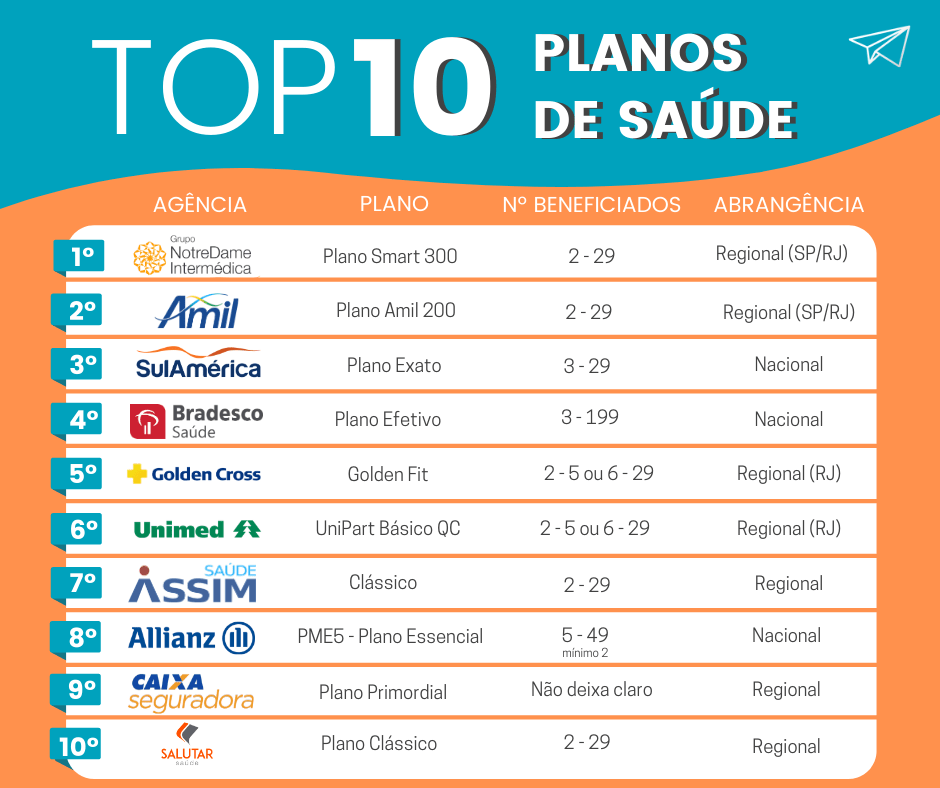 TOP 10 PLANOS
DE SAÚDE
AGÊNCIA PLANO Nº BENEFICIADOS ABRANGÊNCIA
1º Grupo NotreDame Intermédica Plano Smart 300 2 - 29 Regional (SP/RJ)
2º Amil Plano Amil 200 2 - 29 Regional (SP/RJ)
3º SulAmérica Plano Exato 3 - 29 Nacional
4º Bradesco Saúde Plano Efetivo 3 - 199 Nacional
5º Golden Cross Golden Fit 2 - 5 ou 6 - 29 Regional (RJ)
6º Unimed UniPart Básico QC 2 - 5 ou 6 - 29 Regional (RJ)
7º SAÚDE ASSIM Clássico 2 - 29 Regional
8º Allianz PME5 - Plano Essencial 5 - 49 mínimo 2 Nacional
9º CAIXA seguradora Plano Primordial Não deixa claro Regional
10º SALUTAR SAÚDE Plano Clássico 2 - 29 Regional